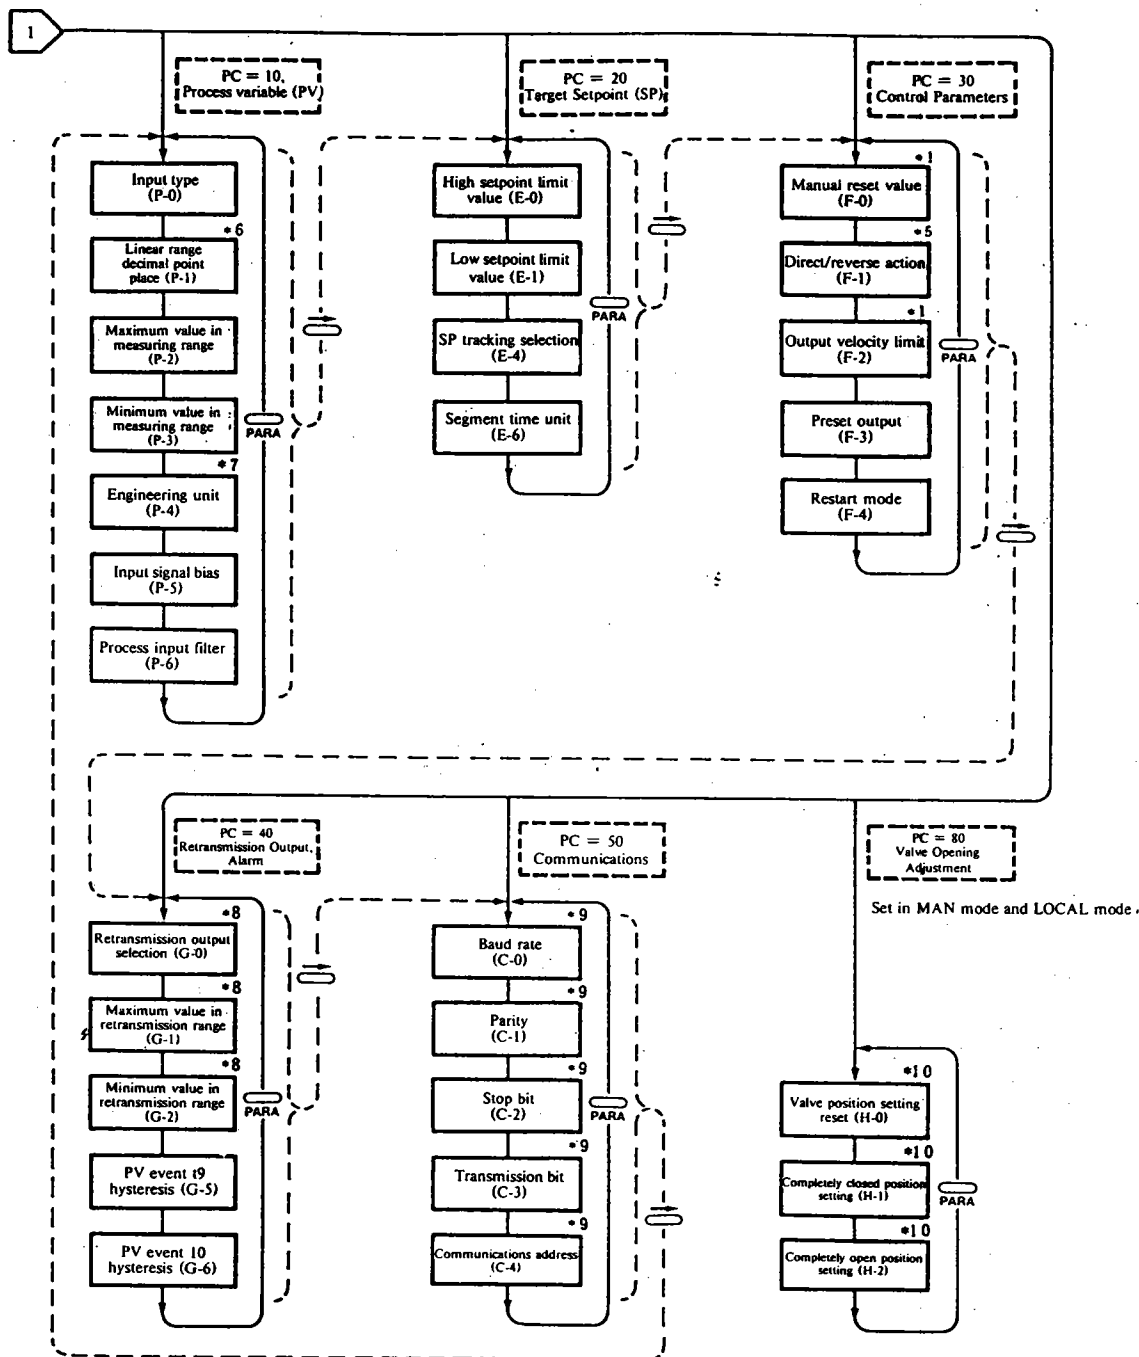 1
PC = 10,
Process variable (PV)
PC = 20
Target Setpoint (SP)
PC = 30
Control Parameters
Input type
(P-0)
*6
Linear range
decimal point
place (P-1)
Maximum value in
measuring range
(P-2)
Minimum value in
measuring range
(P-3)
*7
Engineering unit
(P-4)
Input signal bias
(P-5)
Process input filter
(P-6)
PARA
High setpoint limit
value (E-0)
Low setpoint limit
value (E-1)
SP tracking selection
(E-4)
Segment time unit
(E-6)
PARA
*1
Manual reset value
(F-0)
*5
Direct/reverse action
(F-1)
*1
Output velocity limit
(F-2)
Preset output
(F-3)
Restart mode
(F-4)
PARA
PC = 40
Retransmission Output,
Alarm
PC = 50
Communications
PC = 80
Valve Opening
Adjustment
Set in MAN mode and LOCAL mode.
*8
Retransmission output
selection (G-0)
*8
Maximum value in
retransmission range
(G-1)
*8
Minimum value in
retransmission range
(G-2)
PV event t9
hysteresis (G-5)
PV event 10
hysteresis (G-6)
PARA
*9
Baud rate
(C-0)
*9
Parity
(C-1)
*9
Stop bit
(C-2)
*9
Transmission bit
(C-3)
*9
Communications address
(C-4)
PARA
*10
Valve position setting
reset (H-0)
*10
Completely closed position
setting (H-1)
*10
Completely open position
setting (H-2)
PARA